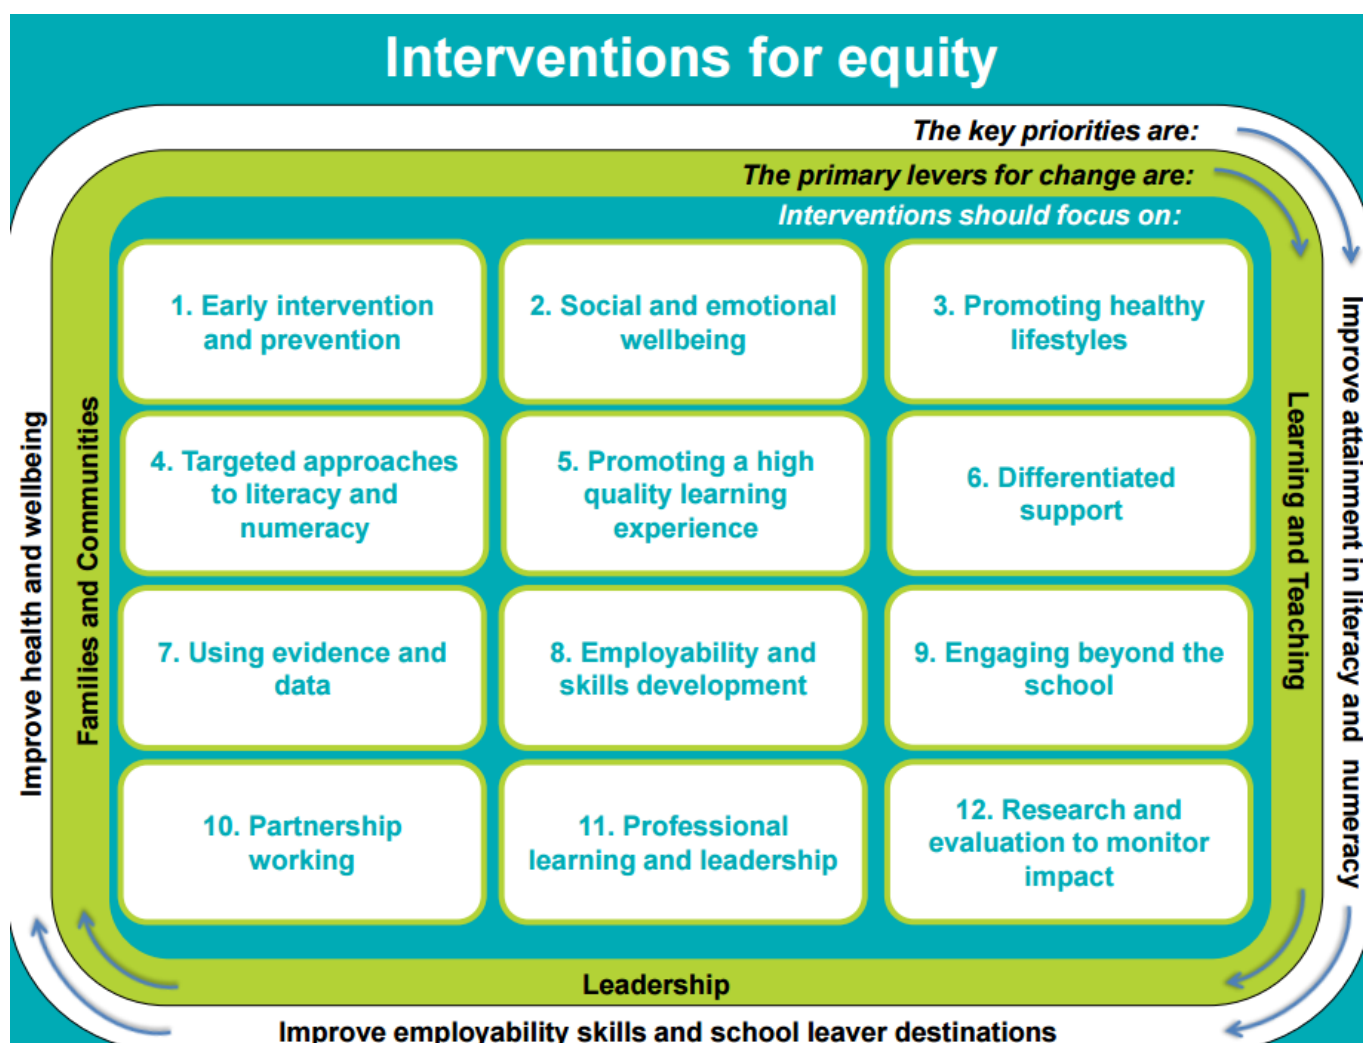 Interventions for equity
The key priorities are:
The primary levers for change are:
Interventions should focus on:
1. Early intervention
and prevention
2. Social and emotional
wellbeing
3. Promoting healthy
lifestyles
4. Targeted approaches
to literacy and
numeracy
5. Promoting a high
quality learning
experience
6. Differentiated
support
7. Using evidence and
data
8. Employability and
skills development
9. Engaging beyond the
school
10. Partnership
working
11. Professional
learning and leadership
12. Research and
evaluation to monitor
impact
Learning and Teaching
Improve attainment in literacy and numeracy
Leadership
Improve employability skills and school leaver destinations
Families and Communities
Improve health and wellbeing